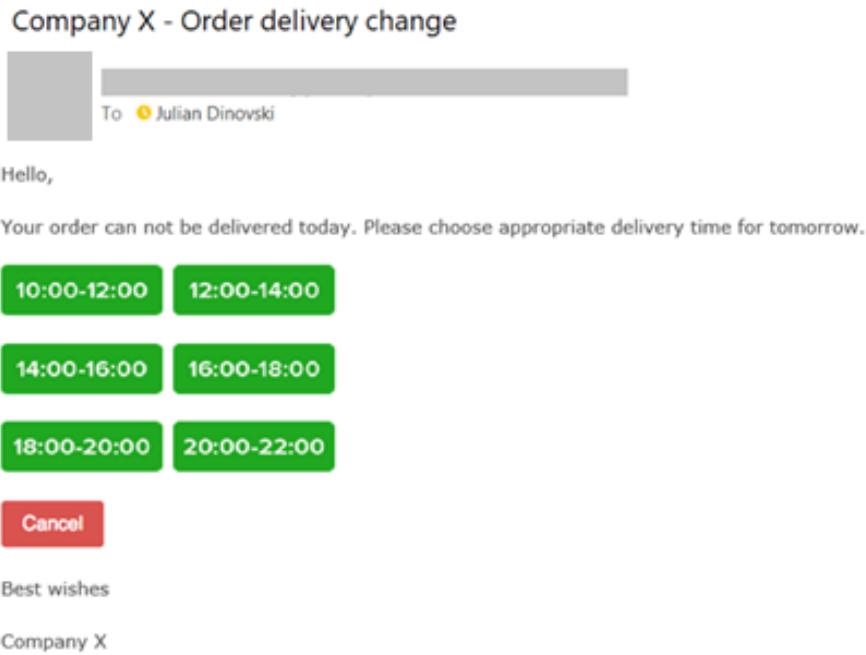 Company X - Order delivery change
To Julian Dinovski
Hello,
Your order can not be delivered today. Please choose appropriate delivery time for tomorrow.
10:00-12:00 12:00-14:00
14:00-16:00 16:00-18:00
18:00-20:00 20:00-22:00
Cancel
Best wishes
Company X